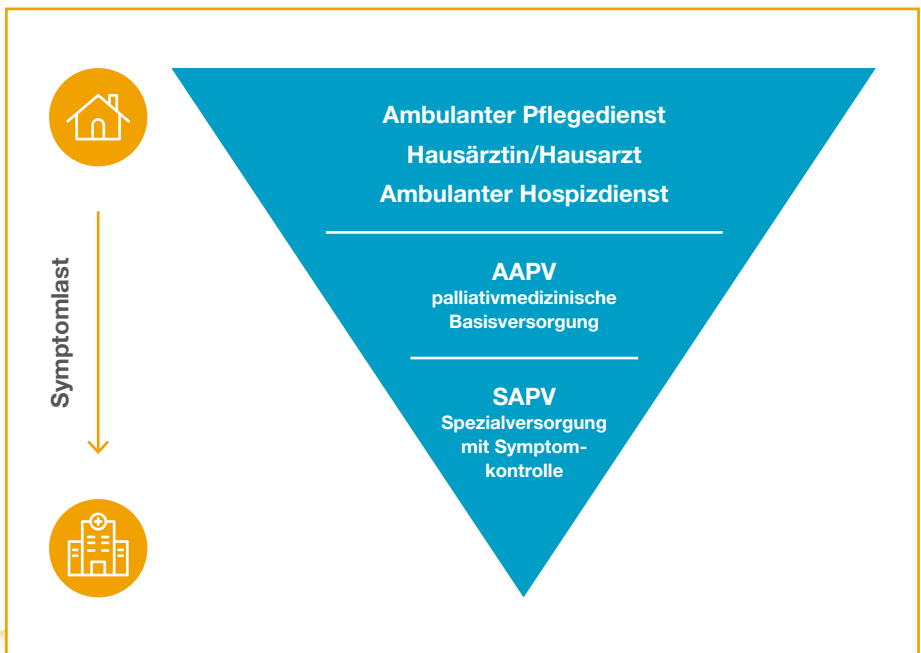 Ambulanter Pflegedienst
Hausärztin/Hausarzt
Ambulanter Hospizdienst
AAPV
palliativmedizinische
Basisversorgung
SAPV
Spezialversorgung
mit Symptom-
kontrolle
Symptomlast